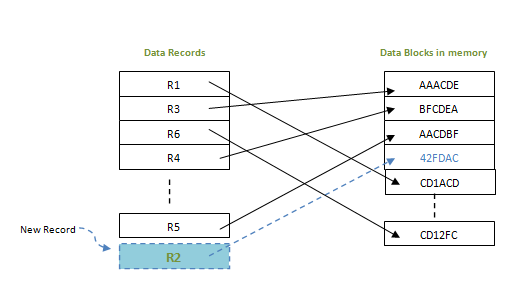 Data Records
Data Blocks in memory
R1
AAACDE
R3
BFCDEA
R6
AACDBF
R4
42FDAC
CD1ACD
R5
CD12FC
New Record
R2